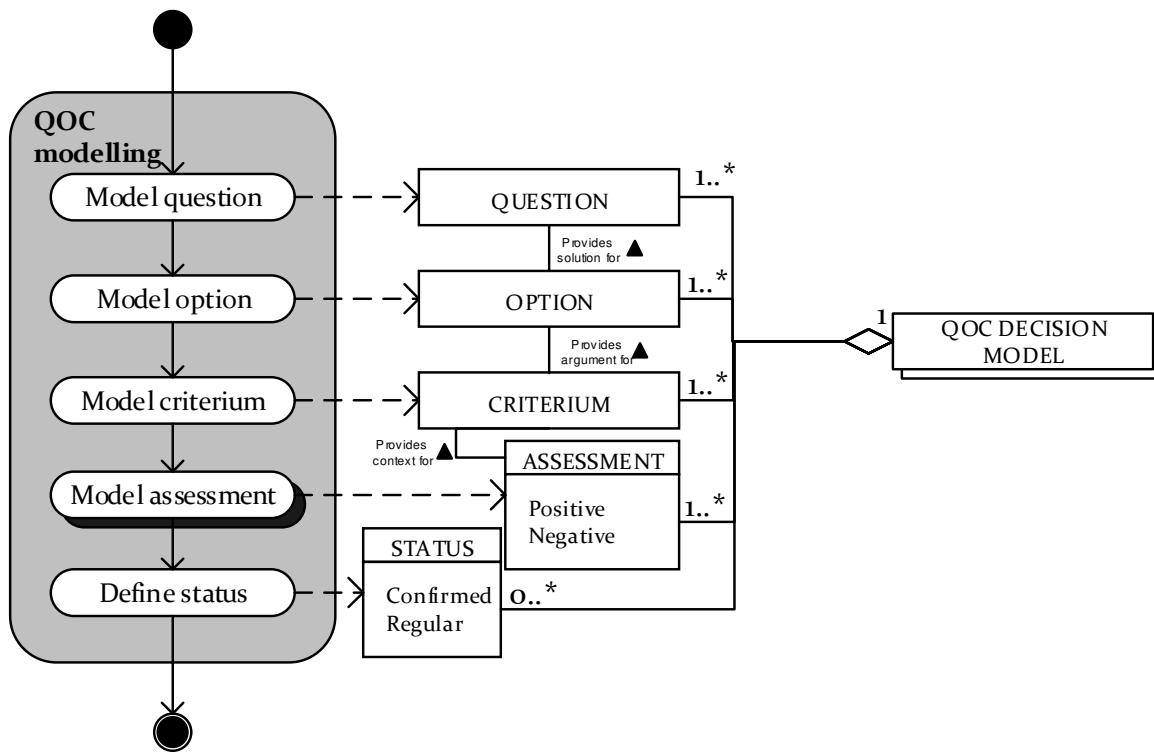 QOC
modelling
Model question
QUESTION
1..*
Provides
solution for
Model option
OPTION
1..*
1
QOC DECISION
MODEL
Provides
argument for
Model criterium
CRITERIUM
1..*
Provides
context for
ASSESSMENT
Model assessment
Positive
Negative
1..*
STATUS
Define status
Confirmed
Regular
0..*